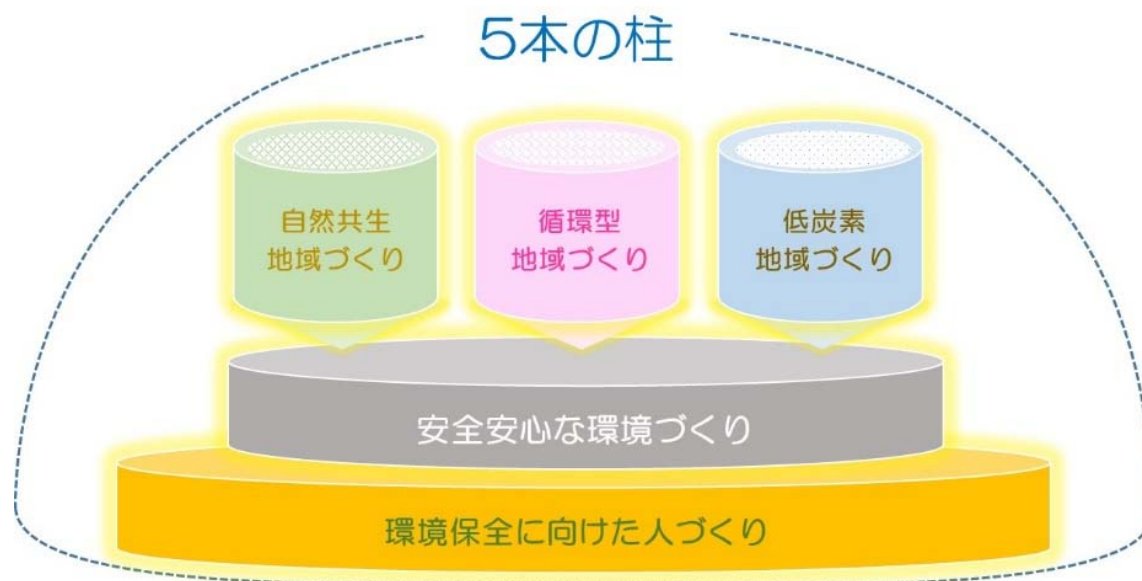 5本の柱
自然共生
地域づくり
循環型
地域づくり
低炭素
地域づくり
安全安心な環境づくり
環境保全に向けた人づくり